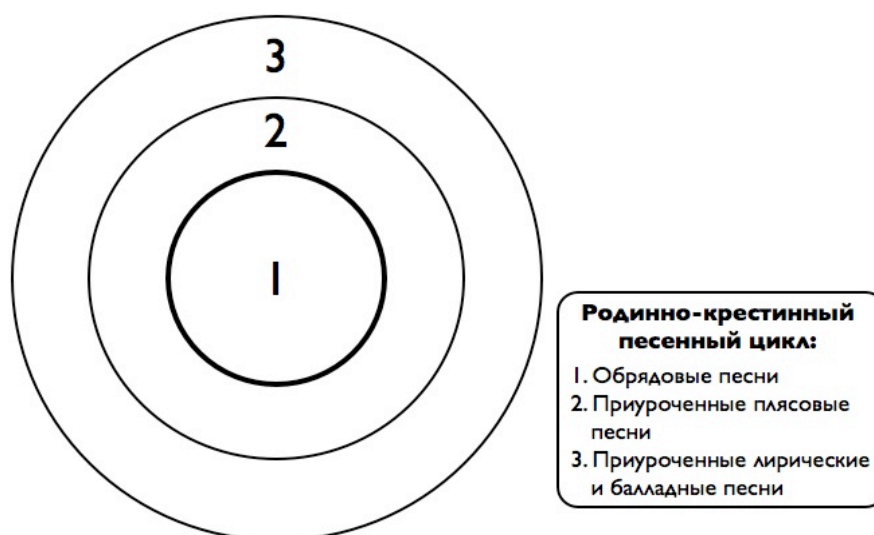 3
2
1
Родинно-крестинный
песенный цикл:
1. Обрядовые песни
2. Приуроченные плясовые
песни
3. Приуроченные лирические
и балладные песни